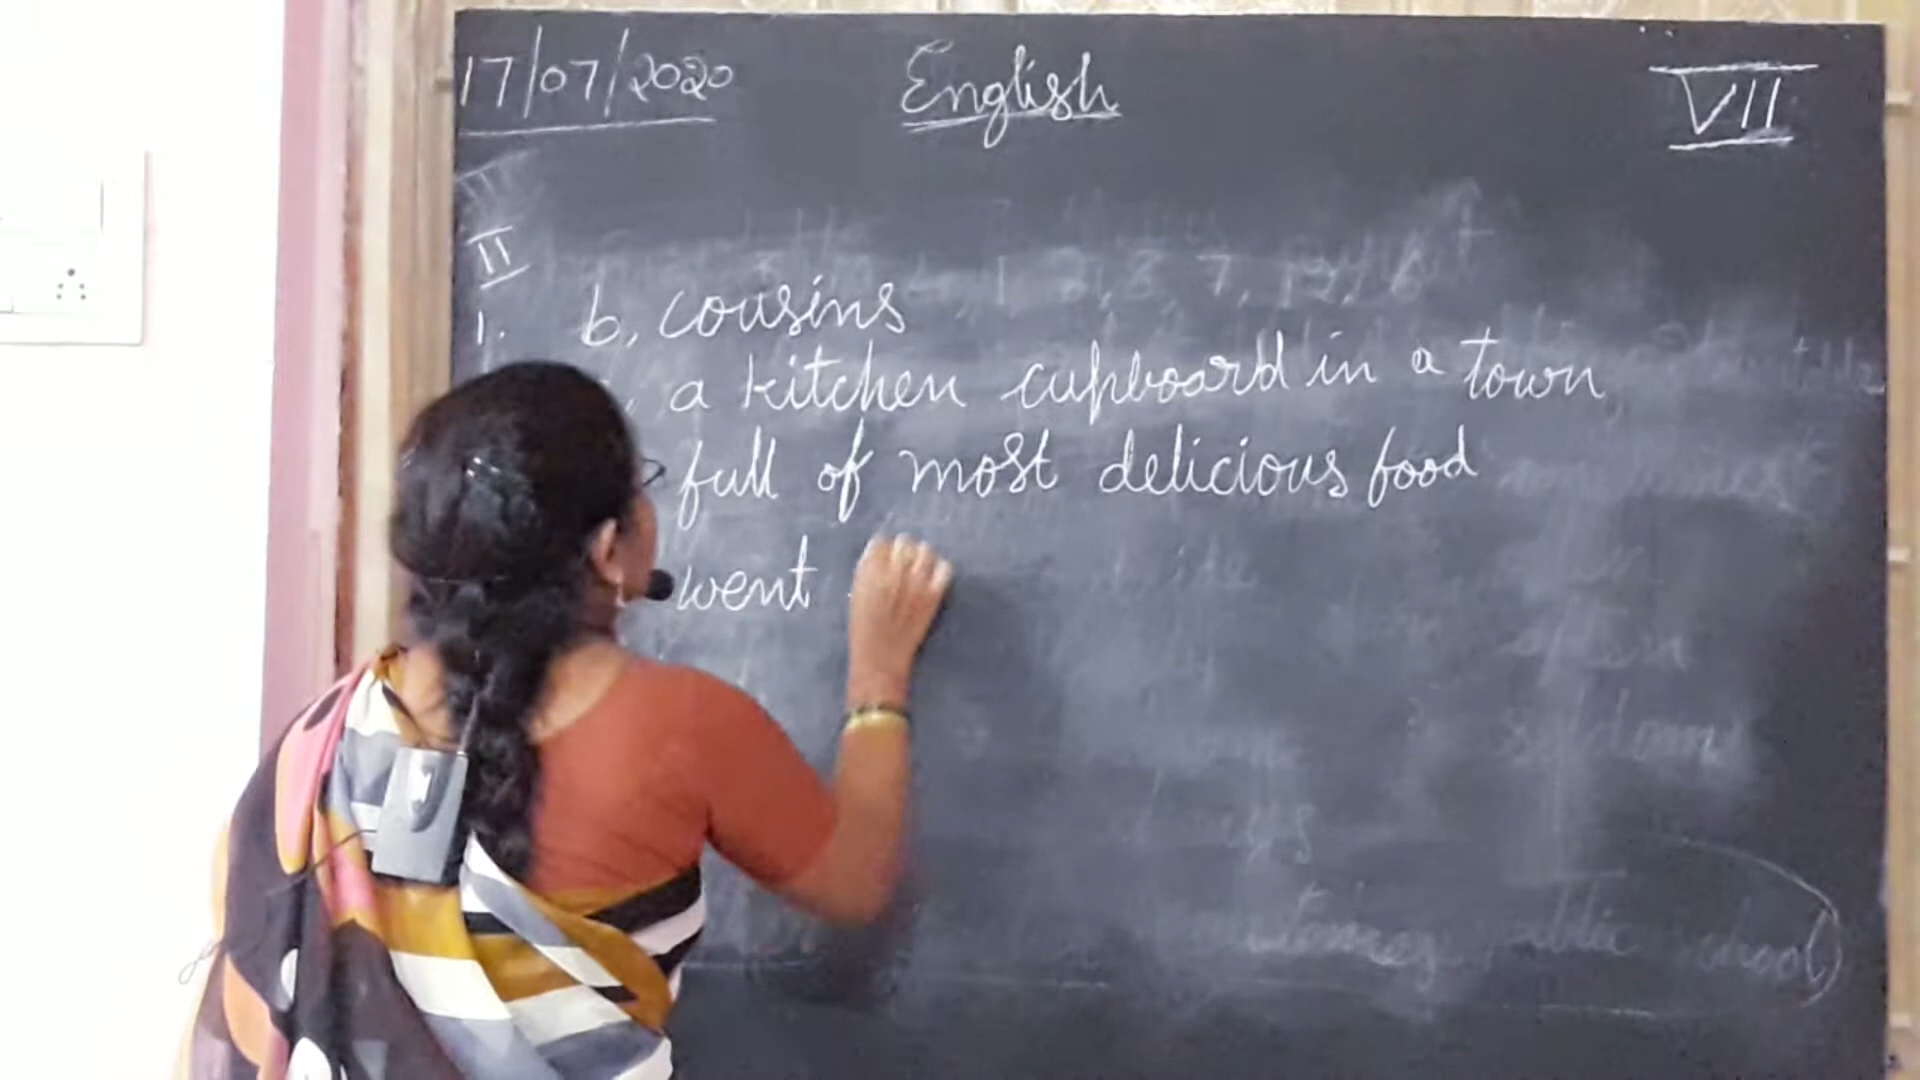 17/07/2020 English VII
II
1. b, cousins
, a kitchen cupboard in a town
full of most delicious food
went